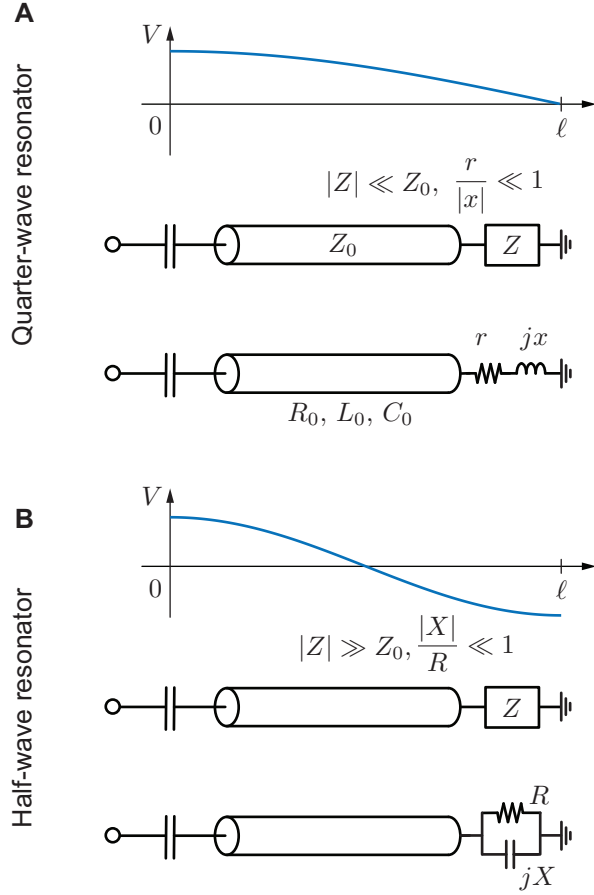 A
Quarter-wave resonator
V
0
ℓ
|Z| ≪ Z₀, r/|x| ≪ 1
Z₀
Z
r
jx
R₀, L₀, C₀
B
Half-wave resonator
V
0
ℓ
|Z| ≫ Z₀, |X|/R ≪ 1
Z
R
jX